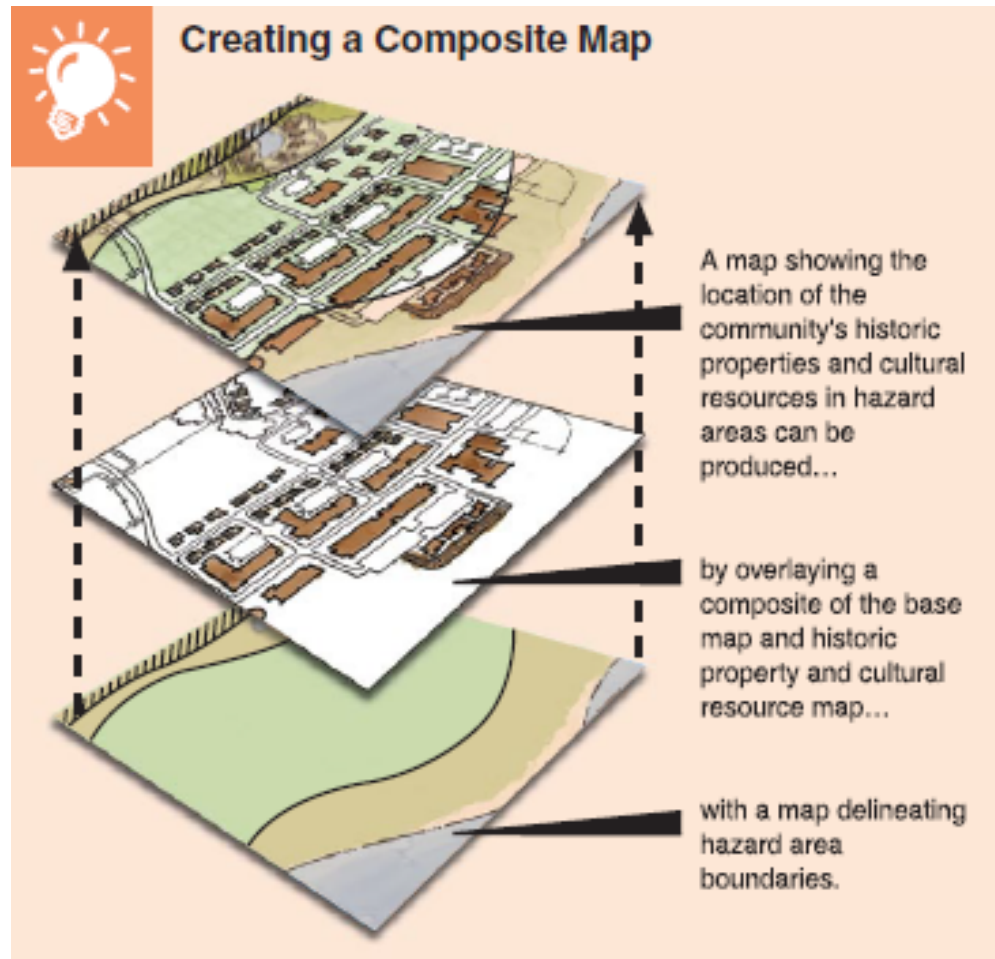 Creating a Composite Map
A map showing the
location of the
community's historic
properties and cultural
resources in hazard
areas can be
produced...
by overlaying a
composite of the base
map and historic
property and cultural
resource map...
with a map delineating
hazard area
boundaries.